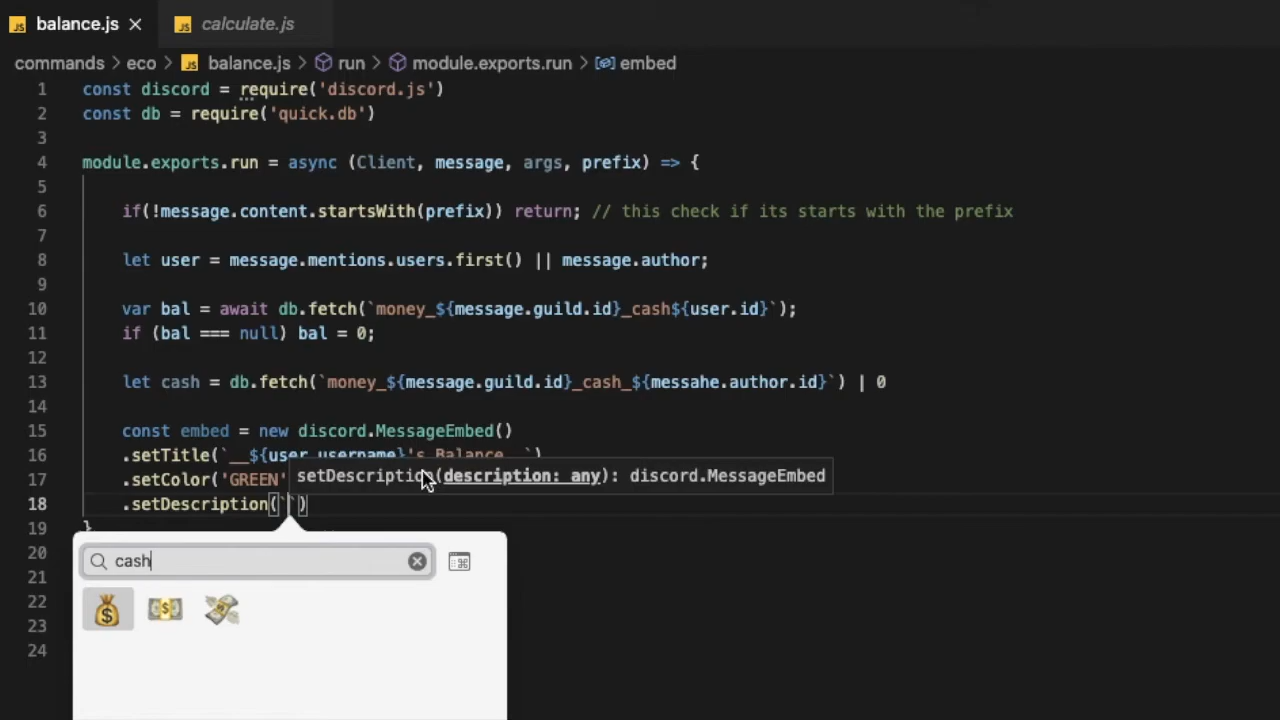 JS balance.js × JS calculate.js
commands > eco > JS balance.js > run > module.exports.run > embed
1 const discord = require('discord.js')
2 const db = require('quick.db')
3
4 module.exports.run = async (Client, message, args, prefix) => {
5
6 if(!message.content.startsWith(prefix)) return; // this check if its starts with the prefix
7
8 let user = message.mentions.users.first() || message.author;
9
10 var bal = await db.fetch(`money_${message.guild.id}_cash${user.id}`);
11 if (bal === null) bal = 0;
12
13 let cash = db.fetch(`money_${message.guild.id}_cash_${messahe.author.id}`) | 0
14
15 const embed = new discord.MessageEmbed()
16 .setTitle(`__${user.username}'s Balance__`)
setDescription(description: any): discord.MessageEmbed
17 .setColor('GREEN'
18 .setDescription(``)
19 }
20
cash
21
22
23
24